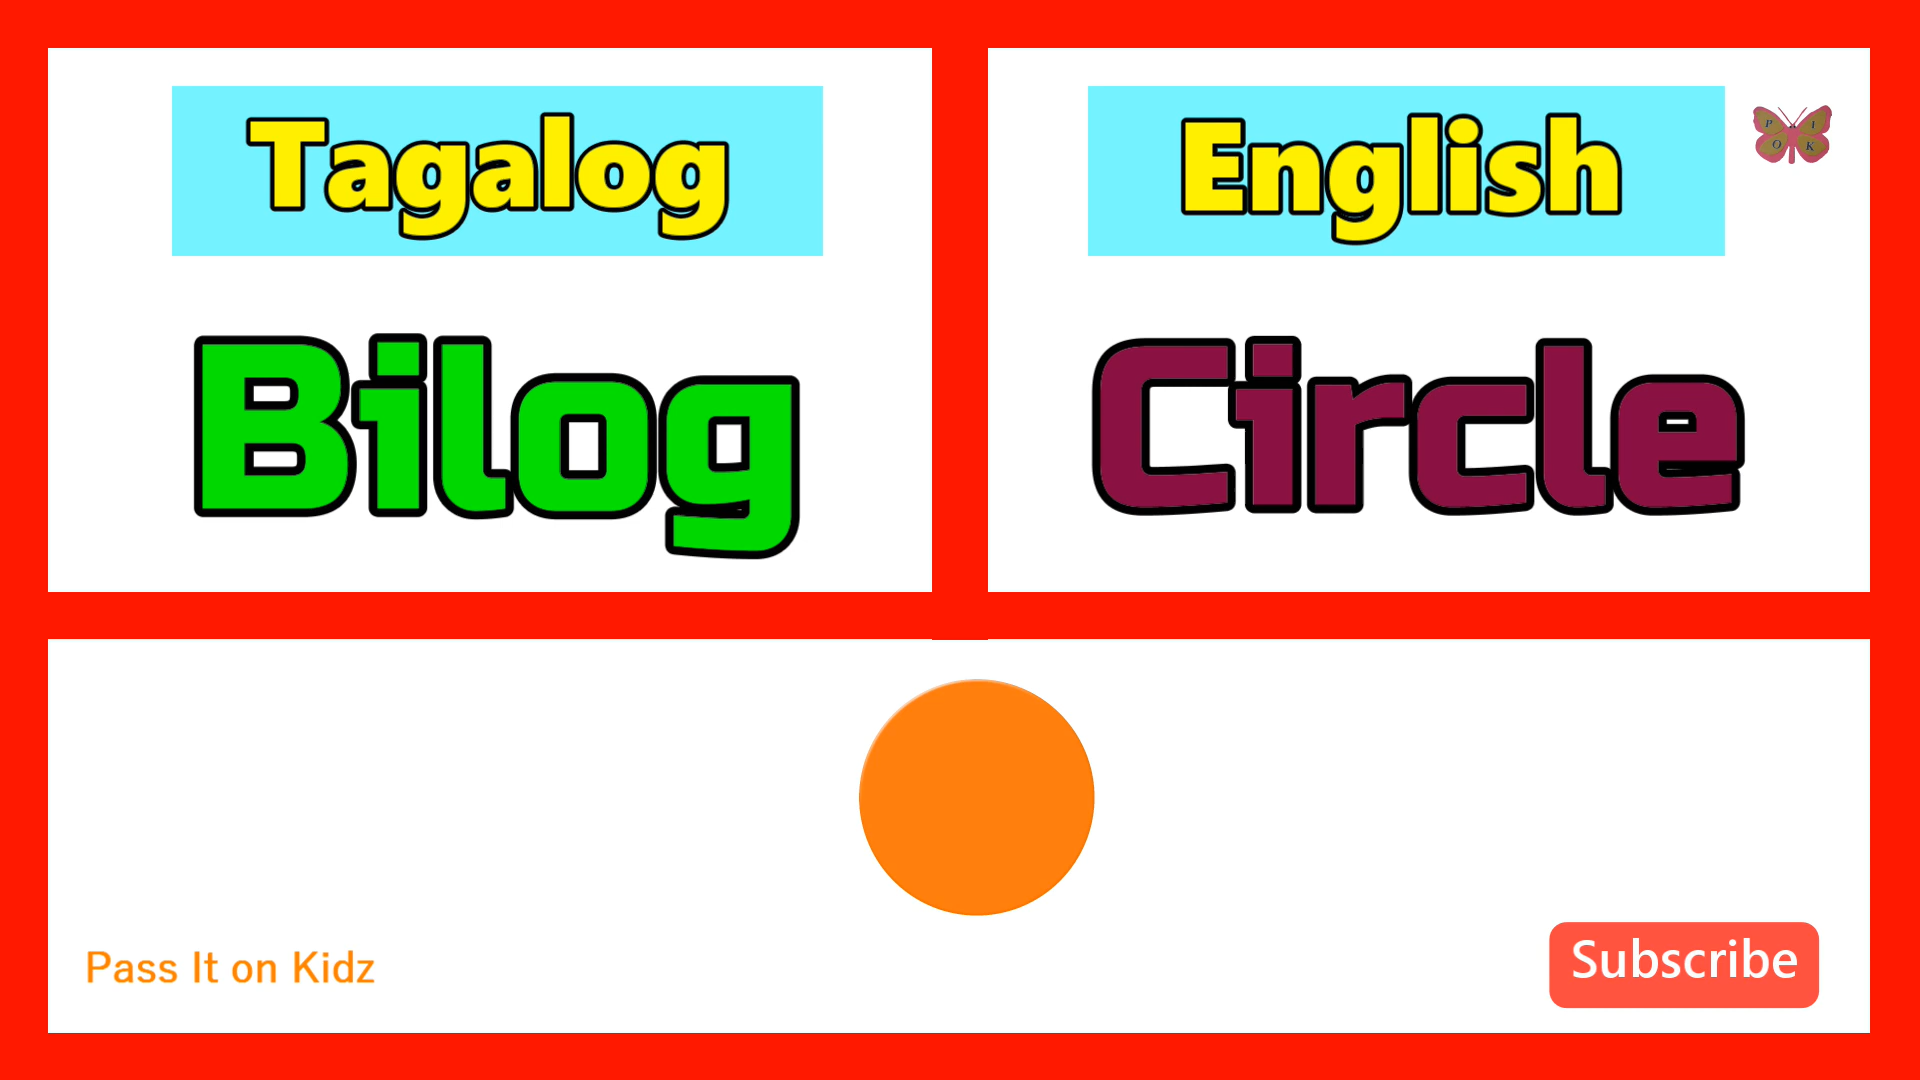 Tagalog
Bilog
English
P I
O K
Circle
Pass It on Kidz
Subscribe